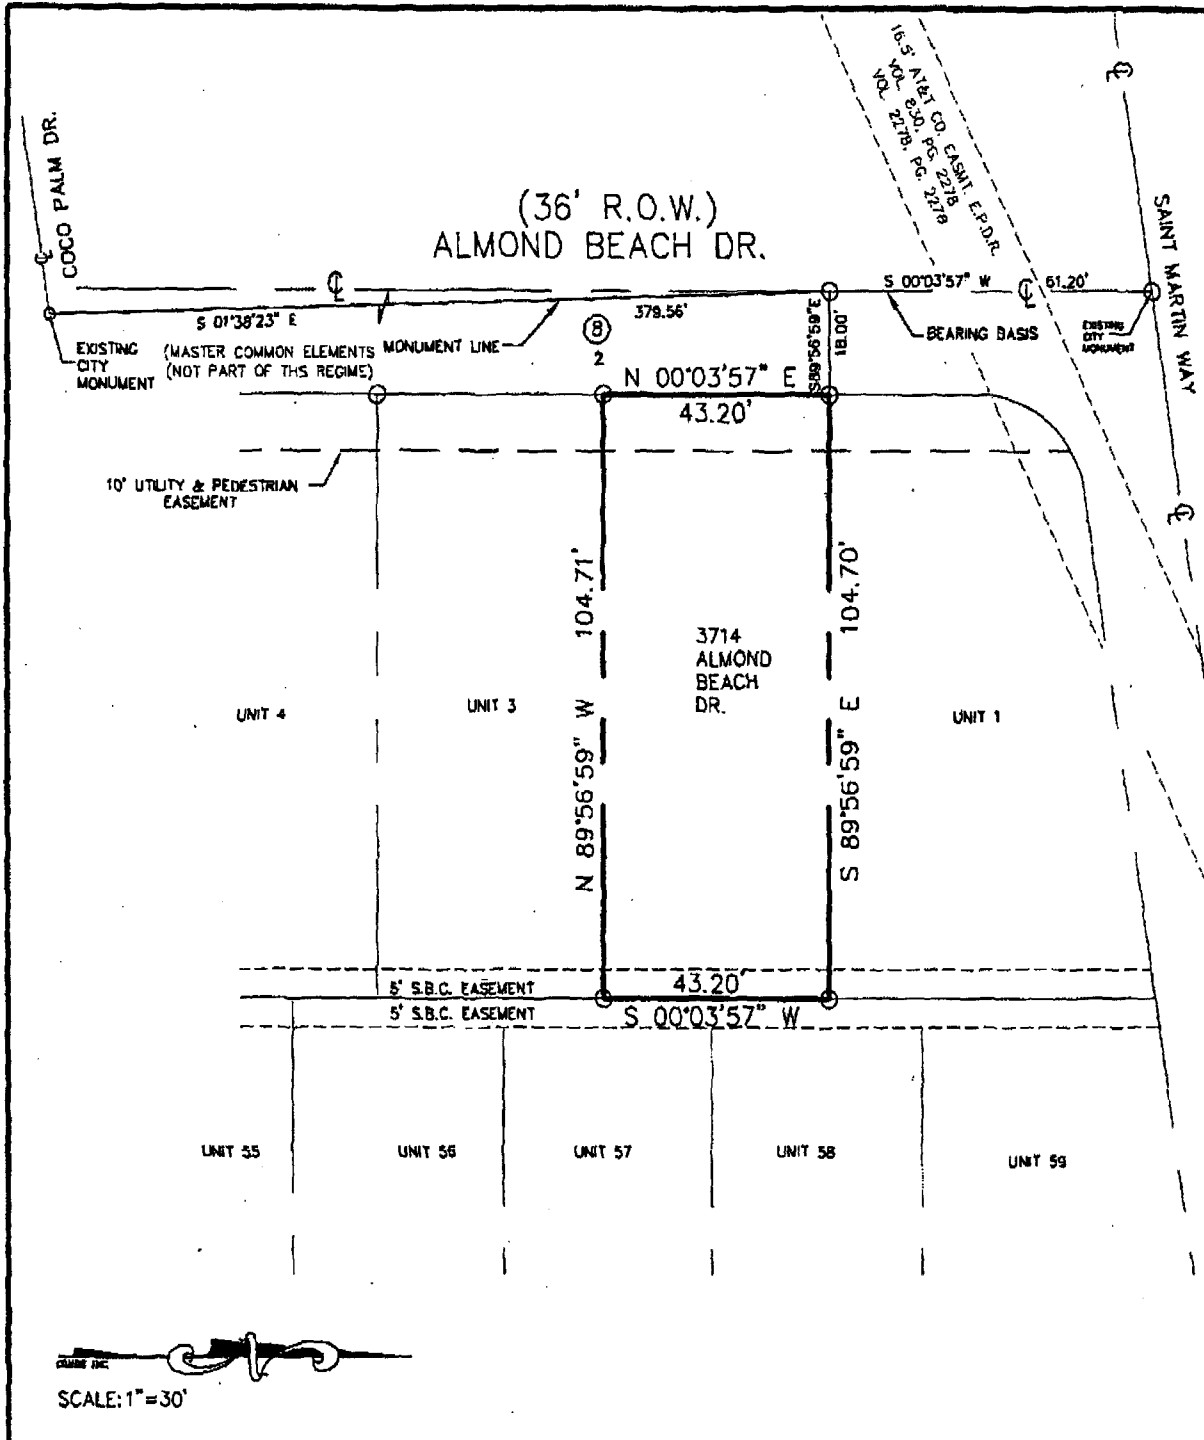 16.5' AT&T CO. EASMT. E.P.D.R.
VOL. 830, PG. 2278
VOL. 2278, PG. 2278
COCO PALM DR.
(36' R.O.W.)
ALMOND BEACH DR.
SAINT MARTIN WAY
S 01°38'23" E
379.56'
S 00°03'57" W
61.20'
EXISTING
CITY
MONUMENT
(MASTER COMMON ELEMENTS
(NOT PART OF THS REGIME)
MONUMENT LINE
8
2
S89°56'59"E
18.00'
BEARING BASIS
EXISTING
CITY
MONUMENT
N 00°03'57" E
43.20'
10' UTILITY & PEDESTRIAN
EASEMENT
N 89°56'59" W 104.71'
S 89°56'59" E 104.70'
3714
ALMOND
BEACH
DR.
UNIT 4
UNIT 3
UNIT 1
5' S.B.C. EASEMENT
5' S.B.C. EASEMENT
43.20'
S 00°03'57" W
UNIT 55
UNIT 56
UNIT 57
UNIT 58
UNIT 59
INC
SCALE: 1"=30'